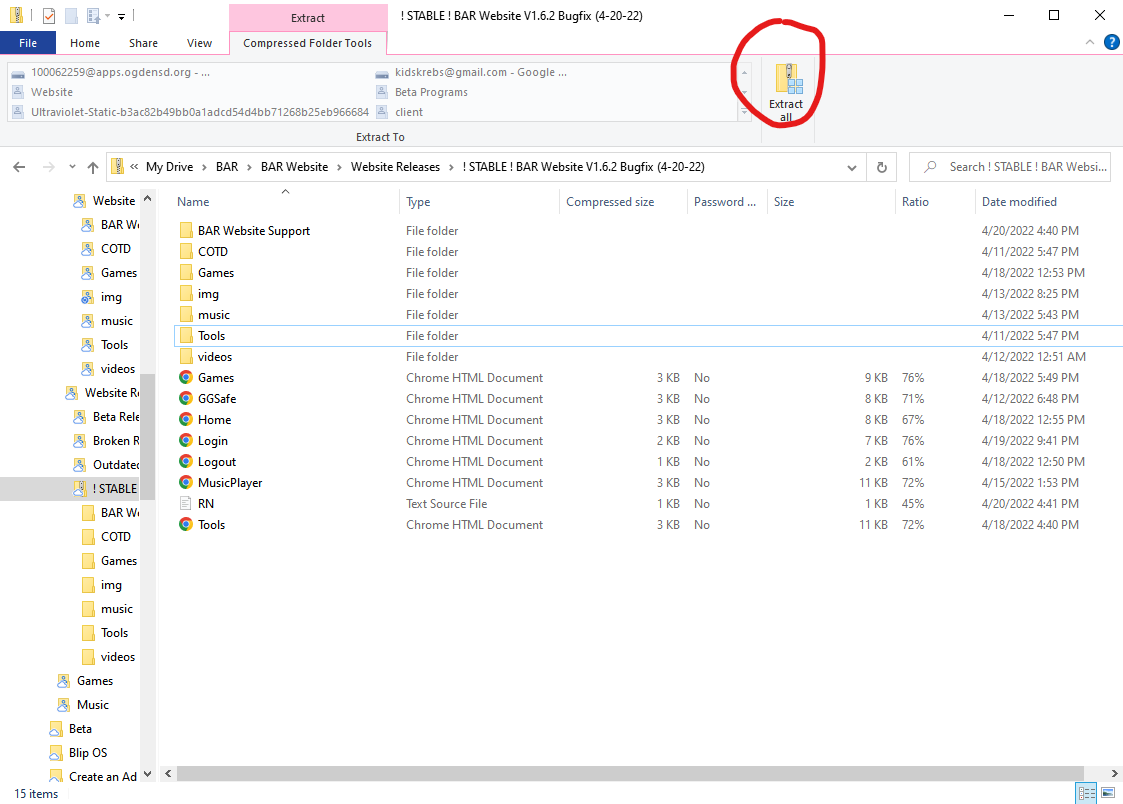 Extract
! STABLE ! BAR Website V1.6.2 Bugfix (4-20-22)
File Home Share View Compressed Folder Tools
100062259@apps.ogdensd.org - ...
kidskrebs@gmail.com - Google ...
Website
Beta Programs
Ultraviolet-Static-b3ac82b49bb0a1adcd54d4bb71268b25eb966684
client
Extract To
Extract
all
« My Drive › BAR › BAR Website › Website Releases › ! STABLE ! BAR Website V1.6.2 Bugfix (4-20-22)
Search ! STABLE ! BAR Websi...
Website
BAR We
COTD
Games
img
music
Tools
videos
Website Re
Beta Rele
Broken R
Outdated
! STABLE
BAR We
COTD
Games
img
music
Tools
videos
Games
Music
Beta
Blip OS
Create an Ad
Name Type Compressed size Password ... Size Ratio Date modified
BAR Website Support File folder 4/20/2022 4:40 PM
COTD File folder 4/11/2022 5:47 PM
Games File folder 4/18/2022 12:53 PM
img File folder 4/13/2022 8:25 PM
music File folder 4/13/2022 5:43 PM
Tools File folder 4/11/2022 5:47 PM
videos File folder 4/12/2022 12:51 AM
Games Chrome HTML Document 3 KB No 9 KB 76% 4/18/2022 5:49 PM
GGSafe Chrome HTML Document 3 KB No 8 KB 71% 4/12/2022 6:48 PM
Home Chrome HTML Document 3 KB No 8 KB 67% 4/18/2022 12:55 PM
Login Chrome HTML Document 2 KB No 7 KB 76% 4/19/2022 9:41 PM
Logout Chrome HTML Document 1 KB No 2 KB 61% 4/18/2022 12:50 PM
MusicPlayer Chrome HTML Document 3 KB No 11 KB 72% 4/15/2022 1:53 PM
RN Text Source File 1 KB No 1 KB 45% 4/20/2022 4:41 PM
Tools Chrome HTML Document 3 KB No 11 KB 72% 4/18/2022 4:40 PM
15 items